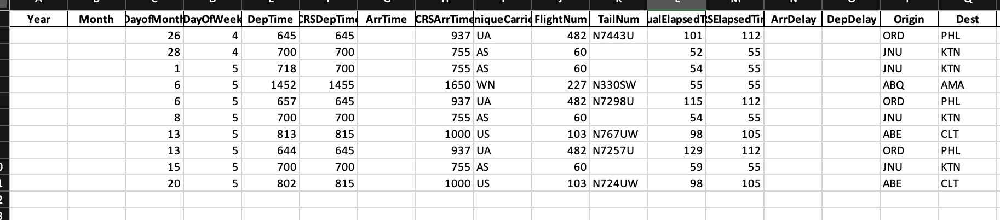 Year Month DayofMonth DayOfWeek DepTime CRSDepTime ArrTime CRSArrTime niqueCarrie FlightNum TailNum ualElapsedT SElapsedTir ArrDelay DepDelay Origin Dest
26 4 645 645 937 UA 482 N7443U 101 112 ORD PHL
28 4 700 700 755 AS 60 52 55 JNU KTN
1 5 718 700 755 AS 60 54 55 JNU KTN
6 5 1452 1455 1650 WN 227 N330SW 55 55 ABQ AMA
6 5 657 645 937 UA 482 N7298U 115 112 ORD PHL
8 5 700 700 755 AS 60 54 55 JNU KTN
13 5 813 815 1000 US 103 N767UW 98 105 ABE CLT
13 5 644 645 937 UA 482 N7257U 129 112 ORD PHL
15 5 700 700 755 AS 60 59 55 JNU KTN
20 5 802 815 1000 US 103 N724UW 98 105 ABE CLT